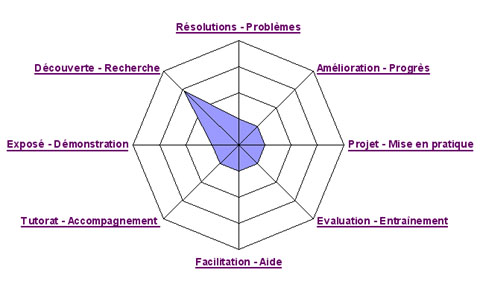 Résolutions - Problèmes
Découverte - Recherche
Amélioration - Progrès
Exposé - Démonstration
Projet - Mise en pratique
Tutorat - Accompagnement
Evaluation - Entraînement
Facilitation - Aide